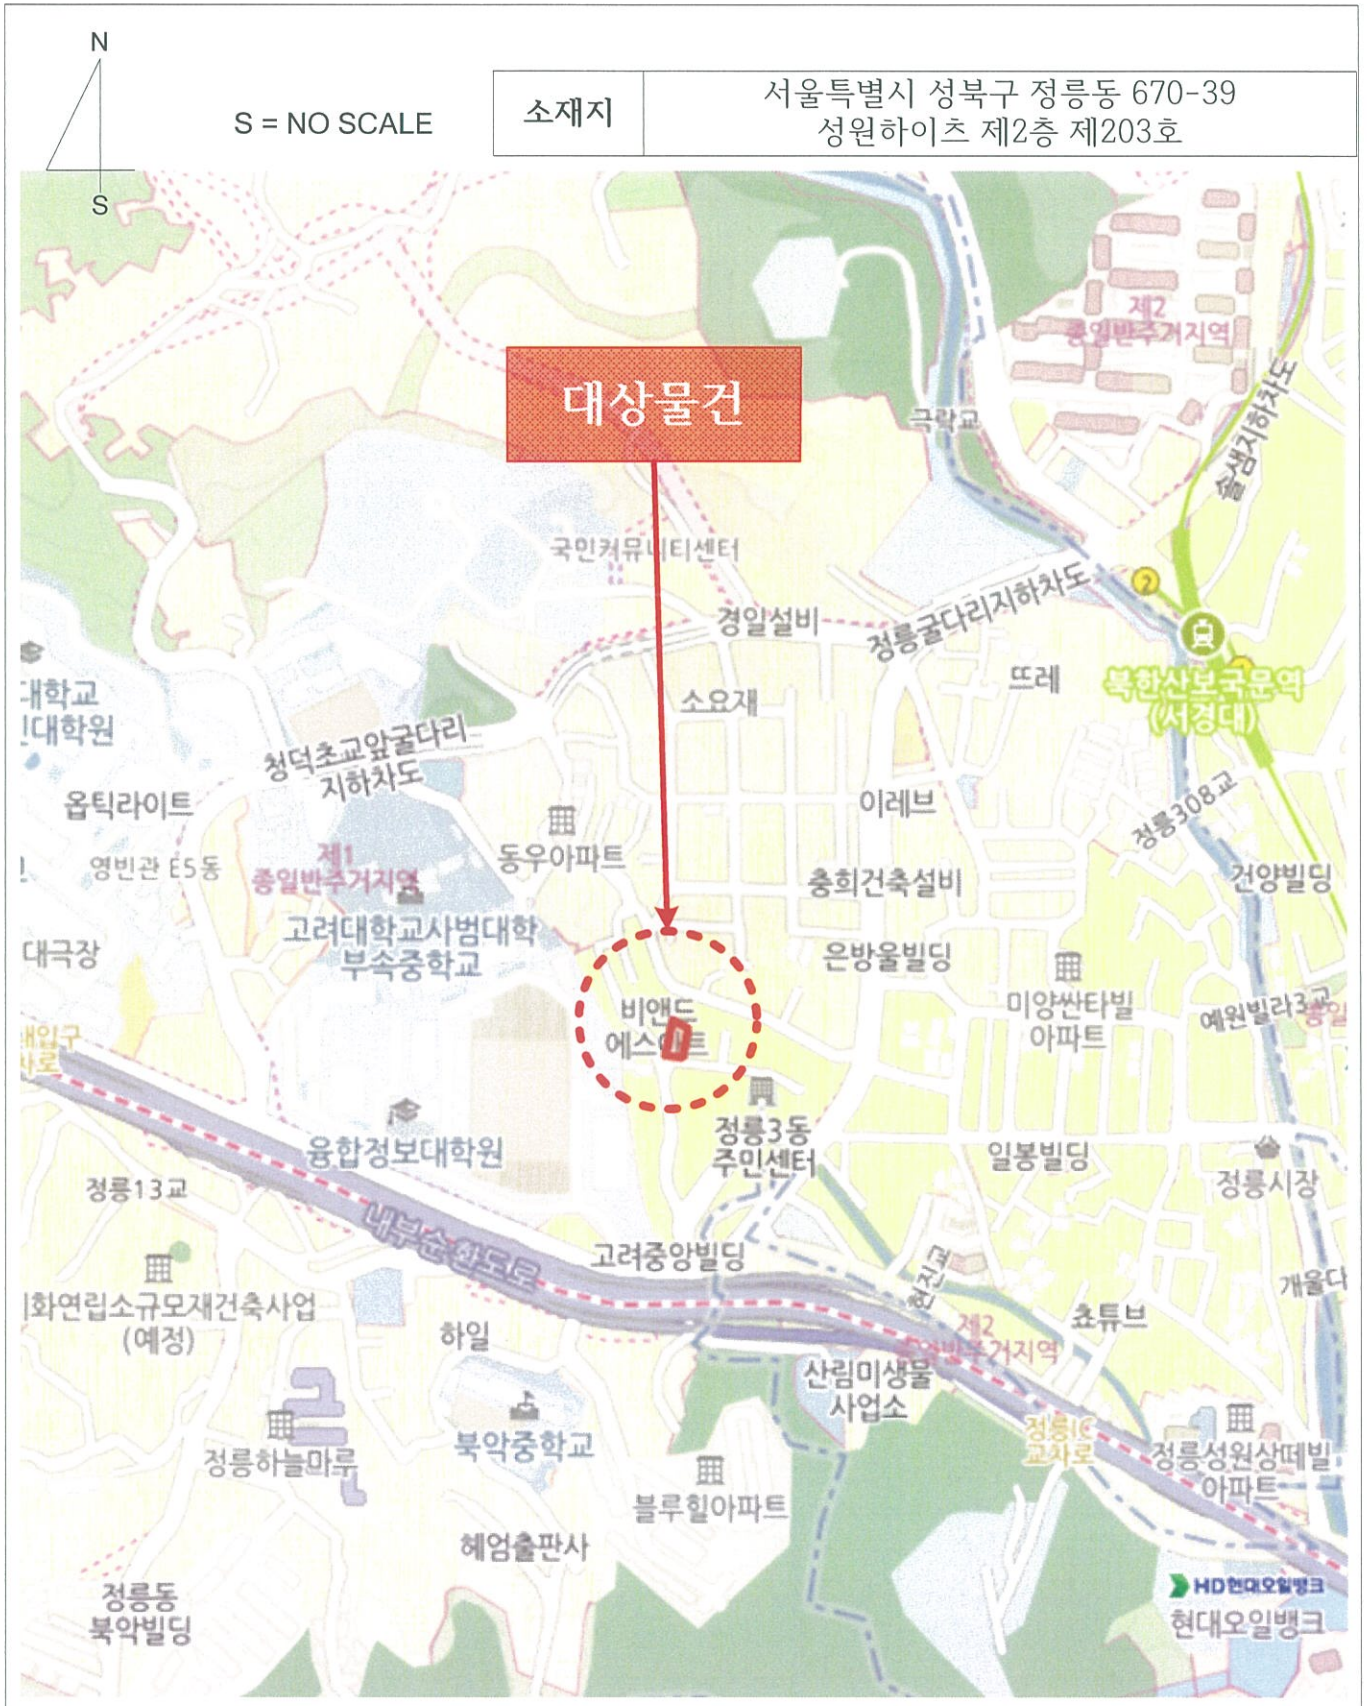 N
S = NO SCALE
S
소재지
서울특별시 성북구 정릉동 670-39
성원하이츠 제2층 제203호
제2
종일반주거지역
대상물건
극락교
솔샘지하차도
국민커뮤니티센터
2
경일설비
정릉굴다리지하차도
뜨레
북한산보국문역
(서경대)
대학교
대학원
소요재
청덕초교앞굴다리
지하차도
옵틱라이트
이레브
정릉308교
동우아파트
영빈관 E5동
제1
종일반주거지역
충희건축설비
건양빌딩
고려대학교사범대학
부속중학교
대극장
은방울빌딩
비앤드
미양싼타빌
아파트
예원빌라3교
정릉3동
주민센터
융합정보대학원
일봉빌딩
정릉시장
정릉13교
내부순환도로
고려중앙빌딩
화연립소규모재건축사업
(예정)
하일
쵸튜브
제2
종일반주거지역
산림미생물
사업소
북악중학교
정릉IC
교차로
정릉성원상떼빌
아파트
정릉하늘마루
블루힐아파트
혜엄출판사
정릉동
북악빌딩
HD현대오일뱅크
현대오일뱅크